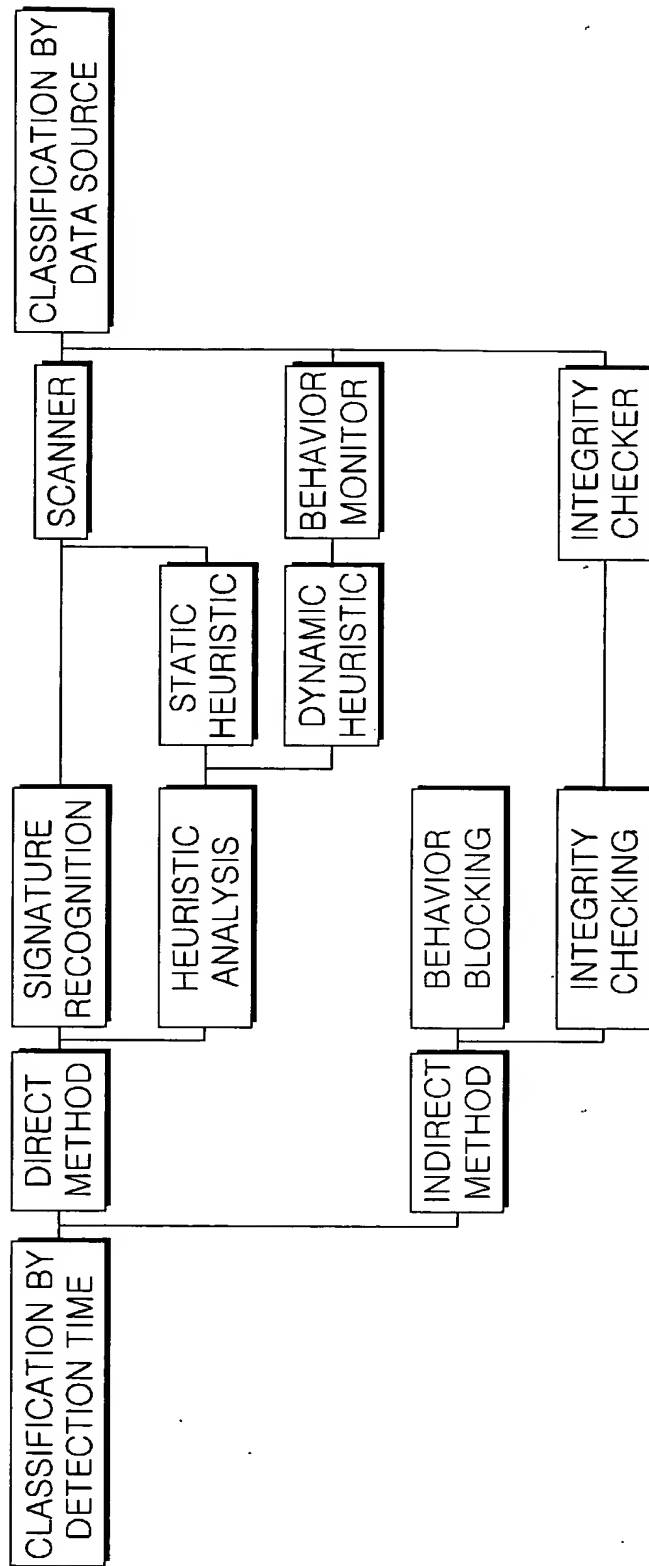 CLASSIFICATION BY
DETECTION TIME
DIRECT
METHOD
SIGNATURE
RECOGNITION
SCANNER
CLASSIFICATION BY
DATA SOURCE
HEURISTIC
ANALYSIS
STATIC
HEURISTIC
DYNAMIC
HEURISTIC
BEHAVIOR
MONITOR
INDIRECT
METHOD
BEHAVIOR
BLOCKING
INTEGRITY
CHECKING
INTEGRITY
CHECKER